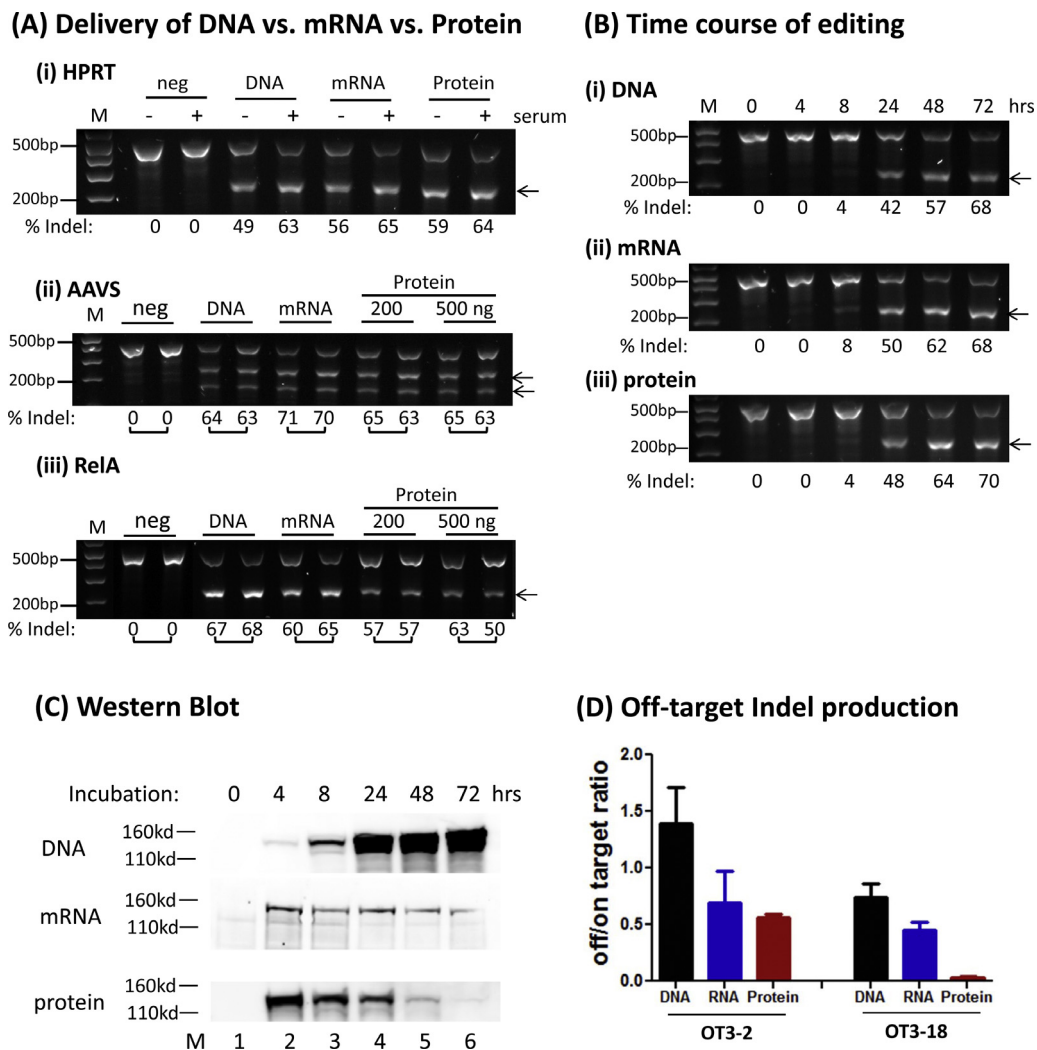 (A) Delivery of DNA vs. mRNA vs. Protein
(i) HPRT
neg DNA mRNA Protein
M - + - + - + - + serum
500bp
200bp
% Indel: 0 0 49 63 56 65 59 64
(ii) AAVS
Protein
M neg DNA mRNA 200 500 ng
500bp
200bp
% Indel: 0 0 64 63 71 70 65 63 65 63
(iii) RelA
Protein
M neg DNA mRNA 200 500 ng
500bp
200bp
% Indel: 0 0 67 68 60 65 57 57 63 50
(B) Time course of editing
(i) DNA
M 0 4 8 24 48 72 hrs
500bp
200bp
% Indel: 0 0 4 42 57 68
(ii) mRNA
500bp
200bp
% Indel: 0 0 8 50 62 68
(iii) protein
500bp
200bp
% Indel: 0 0 4 48 64 70
(C) Western Blot
Incubation: 0 4 8 24 48 72 hrs
DNA 160kd
110kd
mRNA 160kd
110kd
protein 160kd
110kd
M 1 2 3 4 5 6
(D) Off-target Indel production
off/on target ratio
2.0
1.5
1.0
0.5
0.0
DNA RNA Protein DNA RNA Protein
OT3-2 OT3-18